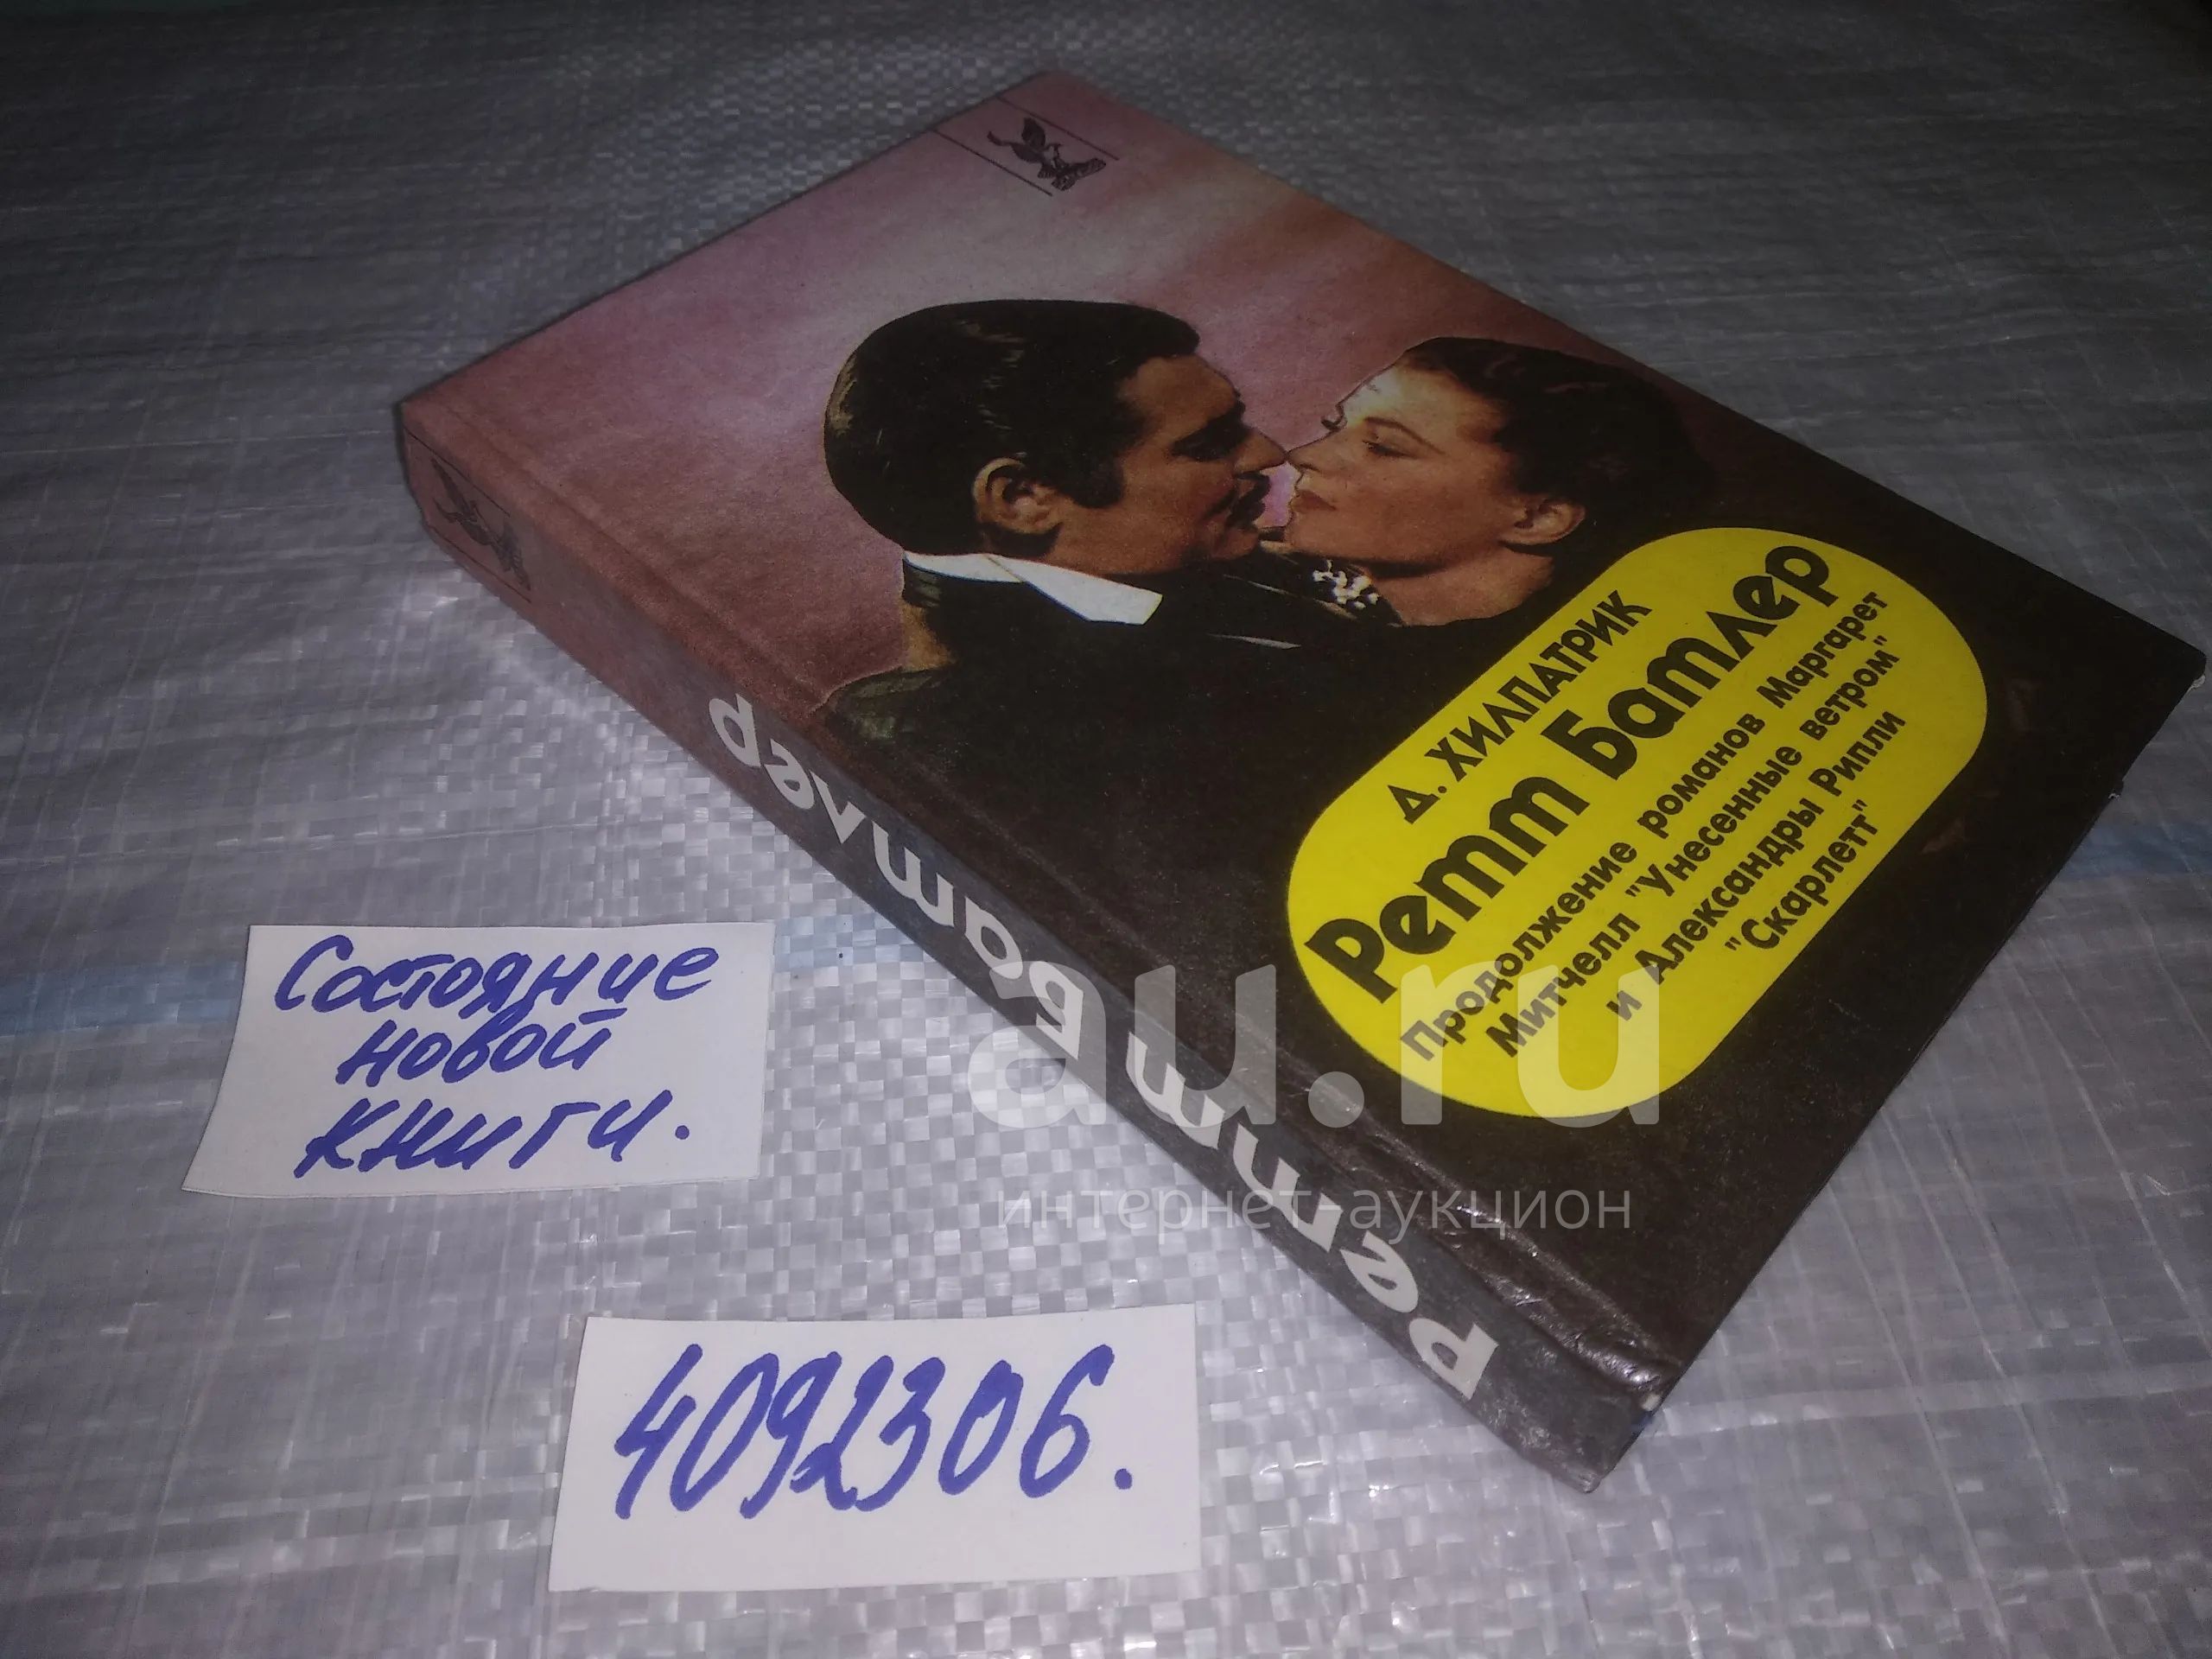 Д. ХИЛПАТРИК
Ретт Батлер
Продолжение романов Маргарет
Митчелл "Унесенные ветром"
и Александры Рипли
"Скарлетт"
Ретт Батлер
Состояние
новой
книги.
4092306.
au.ru
интернет аукцион